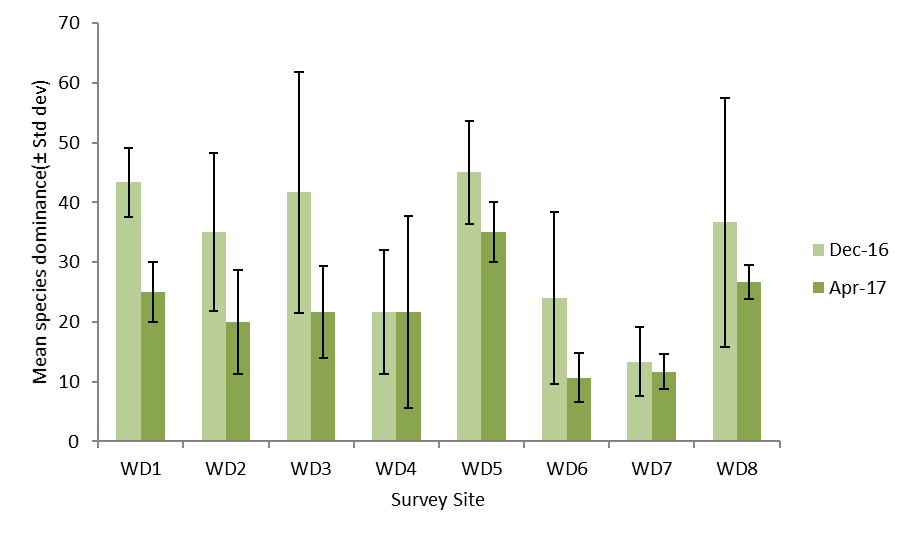 70
60
50
40
30
20
10
0
Mean species dominance(± Std dev)
WD1 WD2 WD3 WD4 WD5 WD6 WD7 WD8
Survey Site
Dec-16
Apr-17